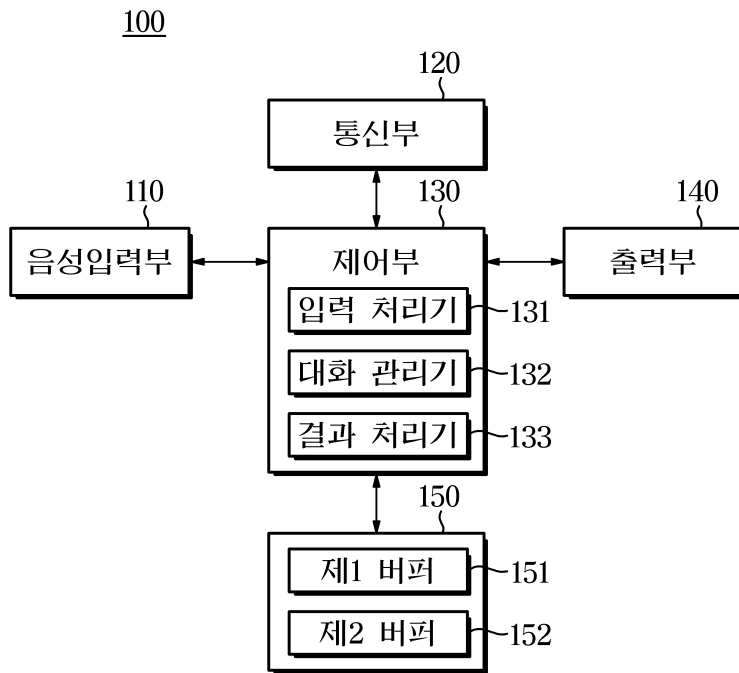 100
120
통신부
110
음성입력부
130
제어부
140
출력부
입력 처리기
131
대화 관리기
132
결과 처리기
133
150
제1 버퍼
151
제2 버퍼
152